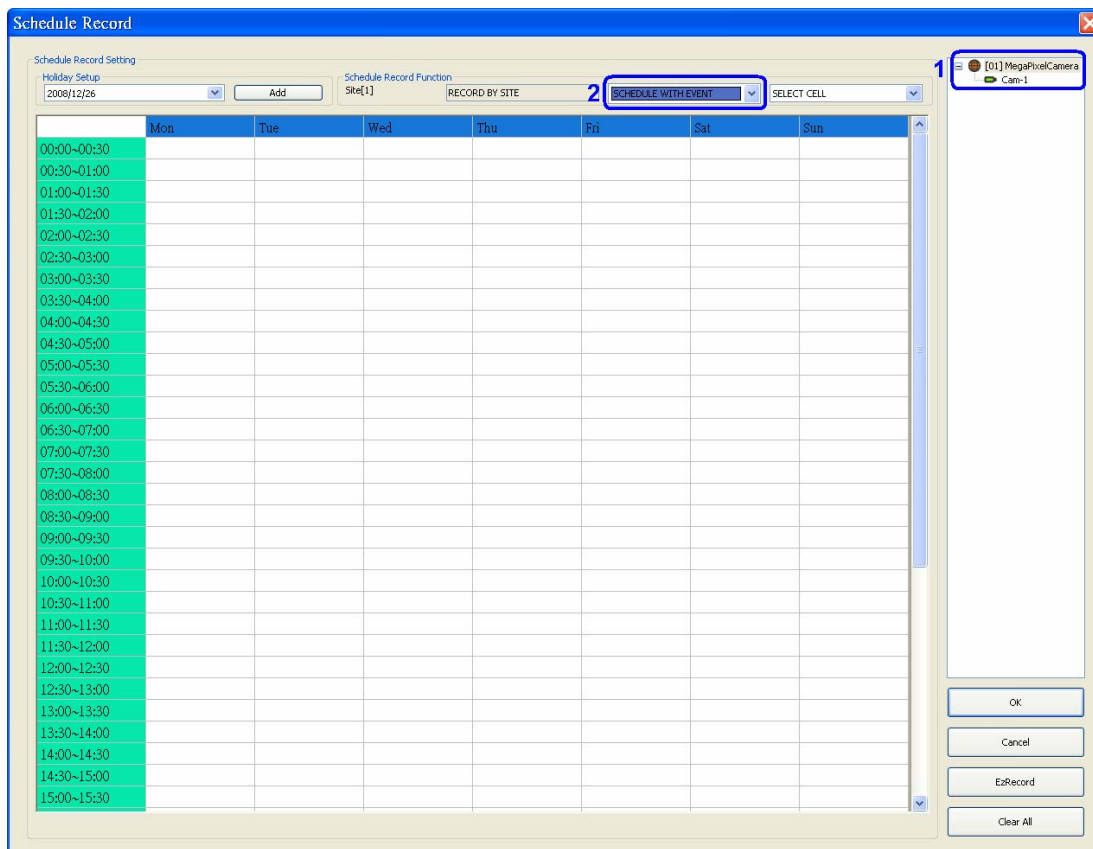 Schedule Record
Schedule Record Setting
Holiday Setup
2008/12/26
Add
Schedule Record Function
Site[1]
RECORD BY SITE
2
SCHEDULE WITH EVENT
SELECT CELL
1
[01] MegaPixelCamera
Cam-1
Mon Tue Wed Thu Fri Sat Sun
00:00~00:30
00:30~01:00
01:00~01:30
01:30~02:00
02:00~02:30
02:30~03:00
03:00~03:30
03:30~04:00
04:00~04:30
04:30~05:00
05:00~05:30
05:30~06:00
06:00~06:30
06:30~07:00
07:00~07:30
07:30~08:00
08:00~08:30
08:30~09:00
09:00~09:30
09:30~10:00
10:00~10:30
10:30~11:00
11:00~11:30
11:30~12:00
12:00~12:30
12:30~13:00
13:00~13:30
13:30~14:00
14:00~14:30
14:30~15:00
15:00~15:30
OK
Cancel
EzRecord
Clear All